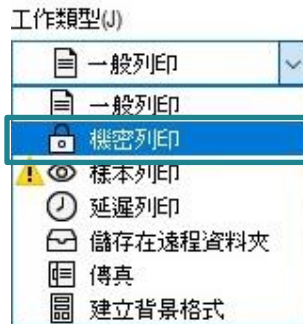 工作類型(J)
一般列印
一般列印
機密列印
樣本列印
延遲列印
儲存在遠程資料夾
傳真
建立背景格式